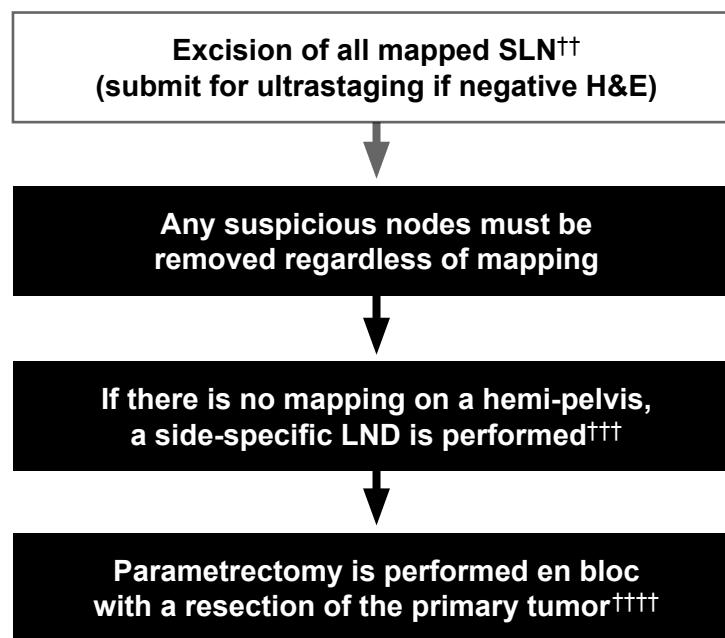 Excision of all mapped SLN††
(submit for ultrastaging if negative H&E)
Any suspicious nodes must be
removed regardless of mapping
If there is no mapping on a hemi-pelvis,
a side-specific LND is performed†††
Parametrectomy is performed en bloc
with a resection of the primary tumor††††